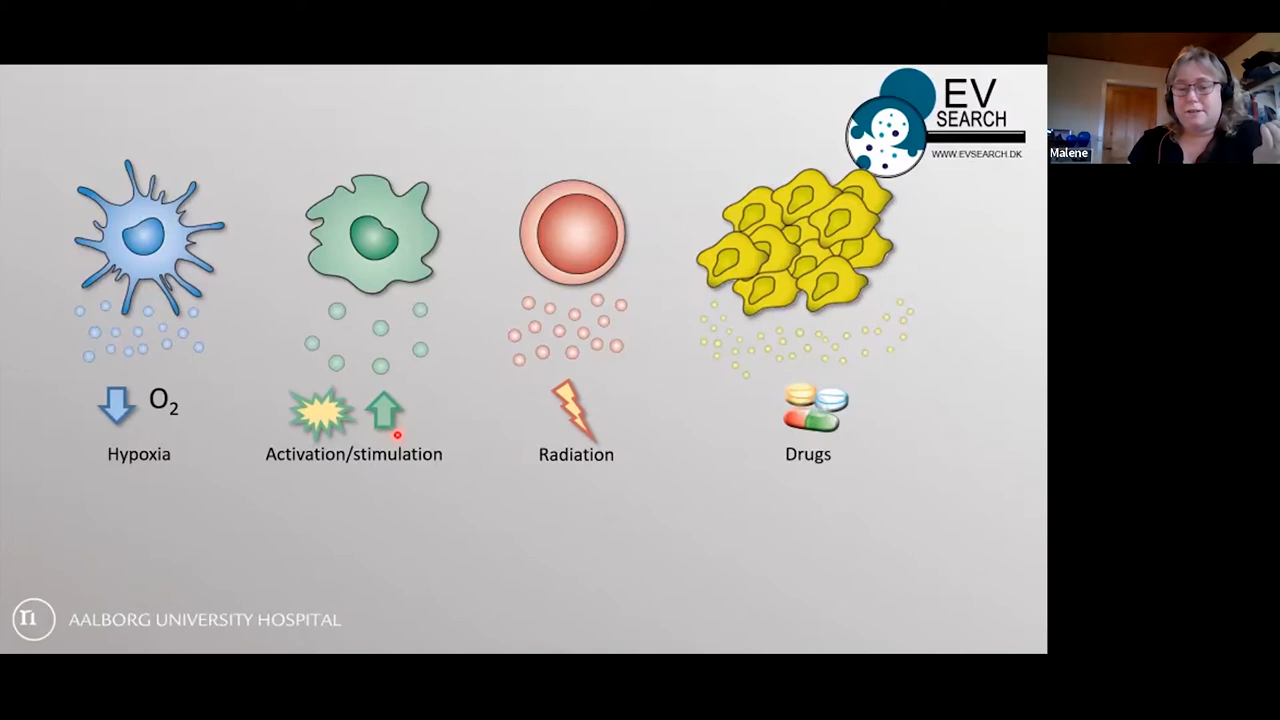 EV
SEARCH
WWW.EVSEARCH.DK
Malene
O2
Hypoxia
Activation/stimulation
Radiation
Drugs
n
AALBORG UNIVERSITY HOSPITAL